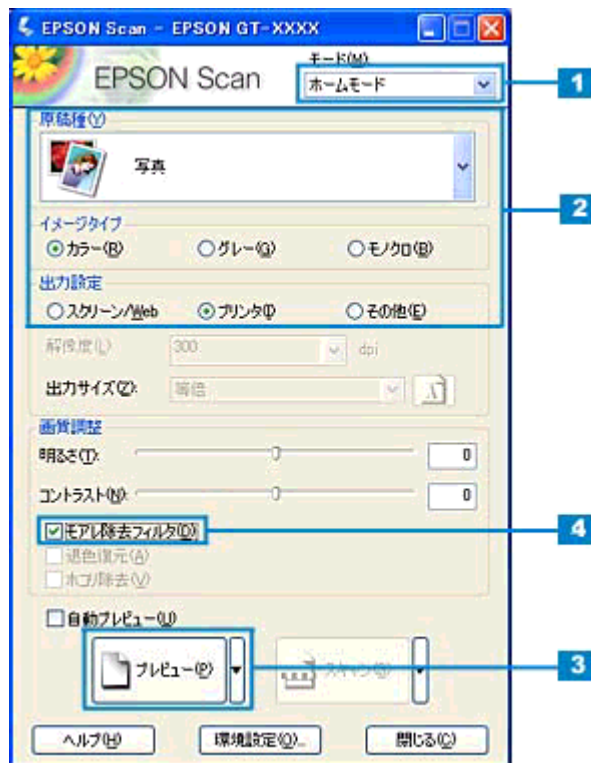 EPSON Scan - EPSON GT-XXXX
EPSON Scan
モード(M)
ホームモード
1
原稿種(Y)
写真
2
イメージタイプ
カラー(R) グレー(G) モノクロ(B)
出力設定
スクリーン/Web プリンタ(I) その他(E)
解像度(L) 300 dpi
出力サイズ(Z): 等倍
画質調整
明るさ(T): 0
コントラスト(N): 0
モアレ除去フィルタ(D)
4
退色復元(A)
ホコリ除去(V)
自動プレビュー(U)
プレビュー(P) スキャン(S)
3
ヘルプ(H) 環境設定(O)... 閉じる(C)